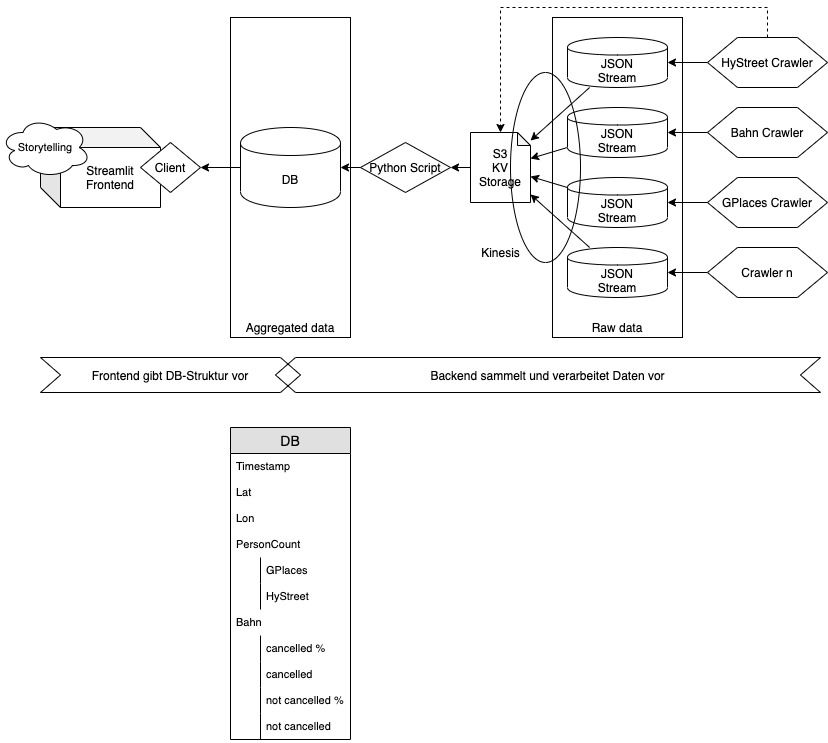 HyStreet Crawler
JSON
Stream
Bahn Crawler
JSON
Stream
GPlaces Crawler
JSON
Stream
Crawler n
JSON
Stream
Raw data
S3
KV
Storage
Kinesis
Python Script
DB
Aggregated data
Client
Streamlit
Frontend
Storytelling
Frontend gibt DB-Struktur vor
Backend sammelt und verarbeitet Daten vor
DB
Timestamp
Lat
Lon
PersonCount
GPlaces
HyStreet
Bahn
cancelled %
cancelled
not cancelled %
not cancelled